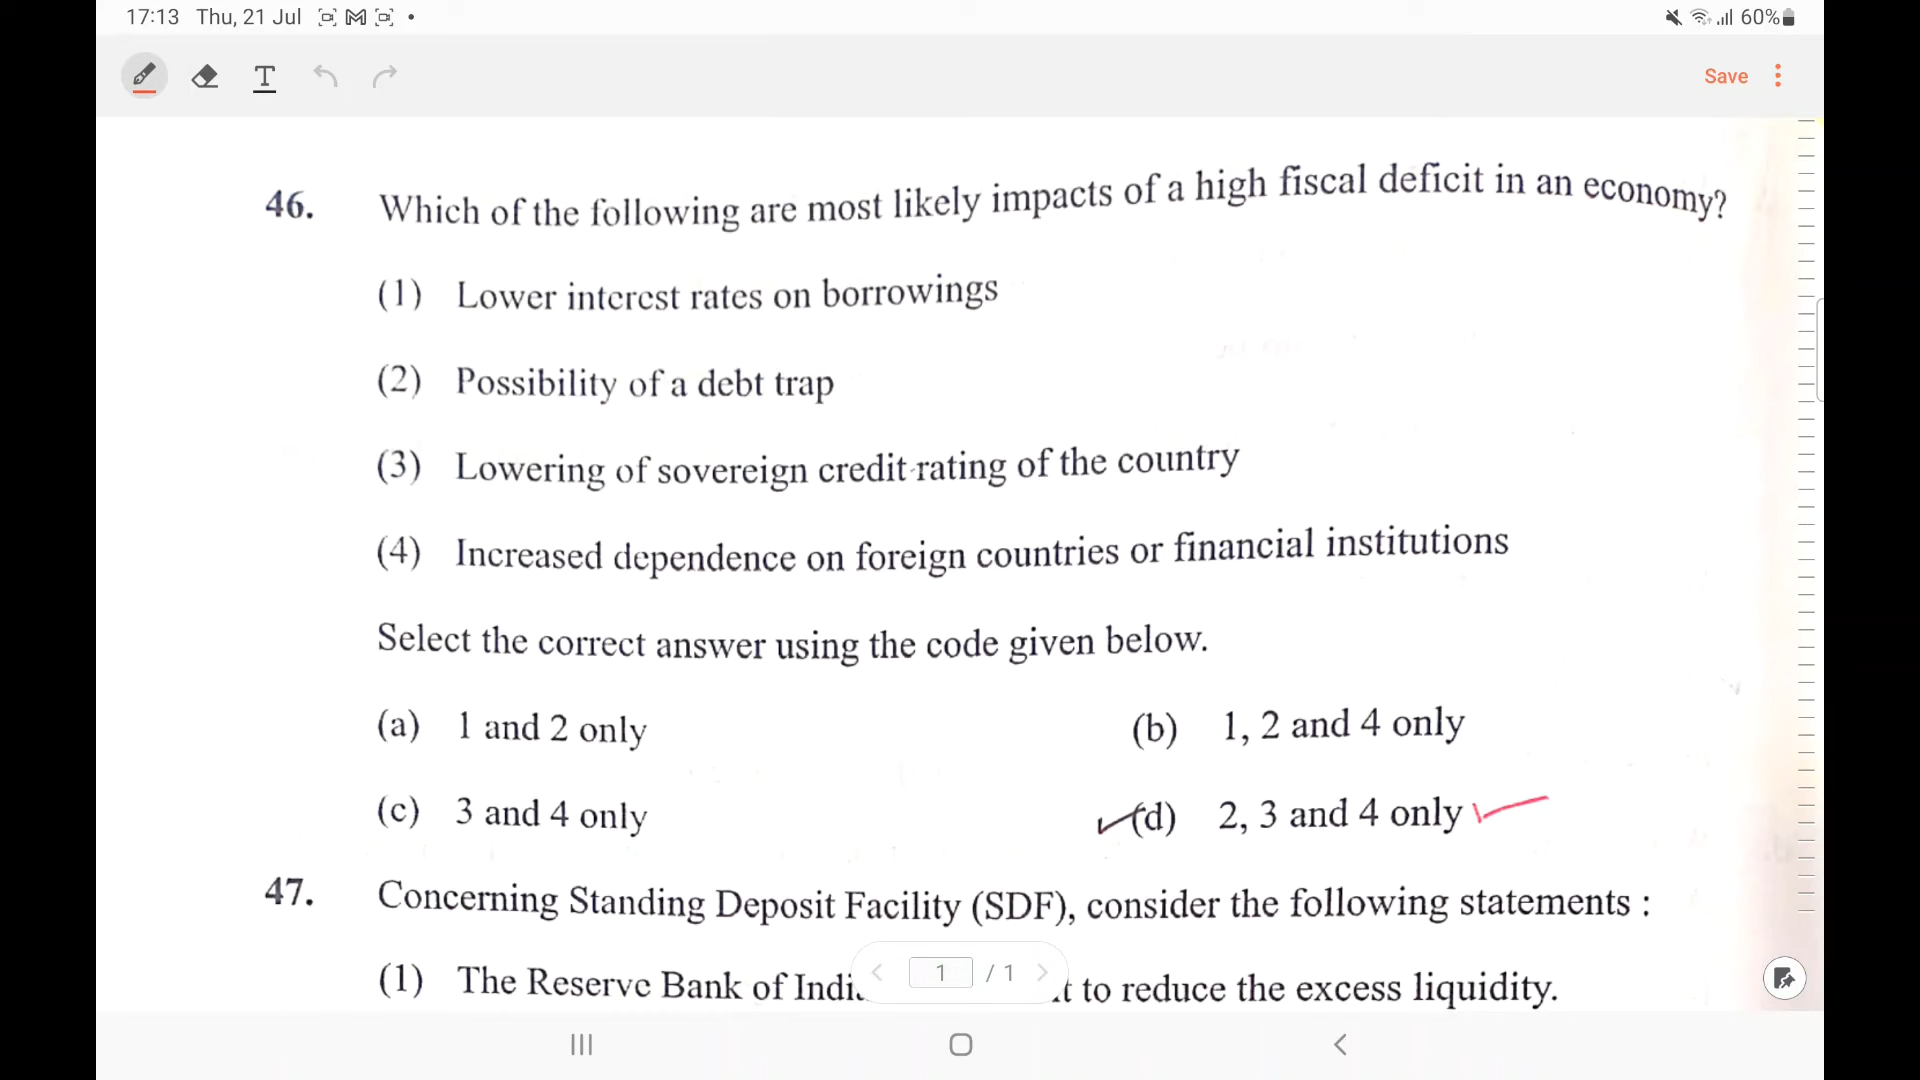 17:13 Thu, 21 Jul 60%
T Save
46. Which of the following are most likely impacts of a high fiscal deficit in an economy?
(1) Lower interest rates on borrowings
(2) Possibility of a debt trap
(3) Lowering of sovereign credit rating of the country
(4) Increased dependence on foreign countries or financial institutions
Select the correct answer using the code given below.
(a) 1 and 2 only (b) 1, 2 and 4 only
(c) 3 and 4 only (d) 2, 3 and 4 only
47. Concerning Standing Deposit Facility (SDF), consider the following statements :
(1) The Reserve Bank of to reduce the excess liquidity.
1 / 1